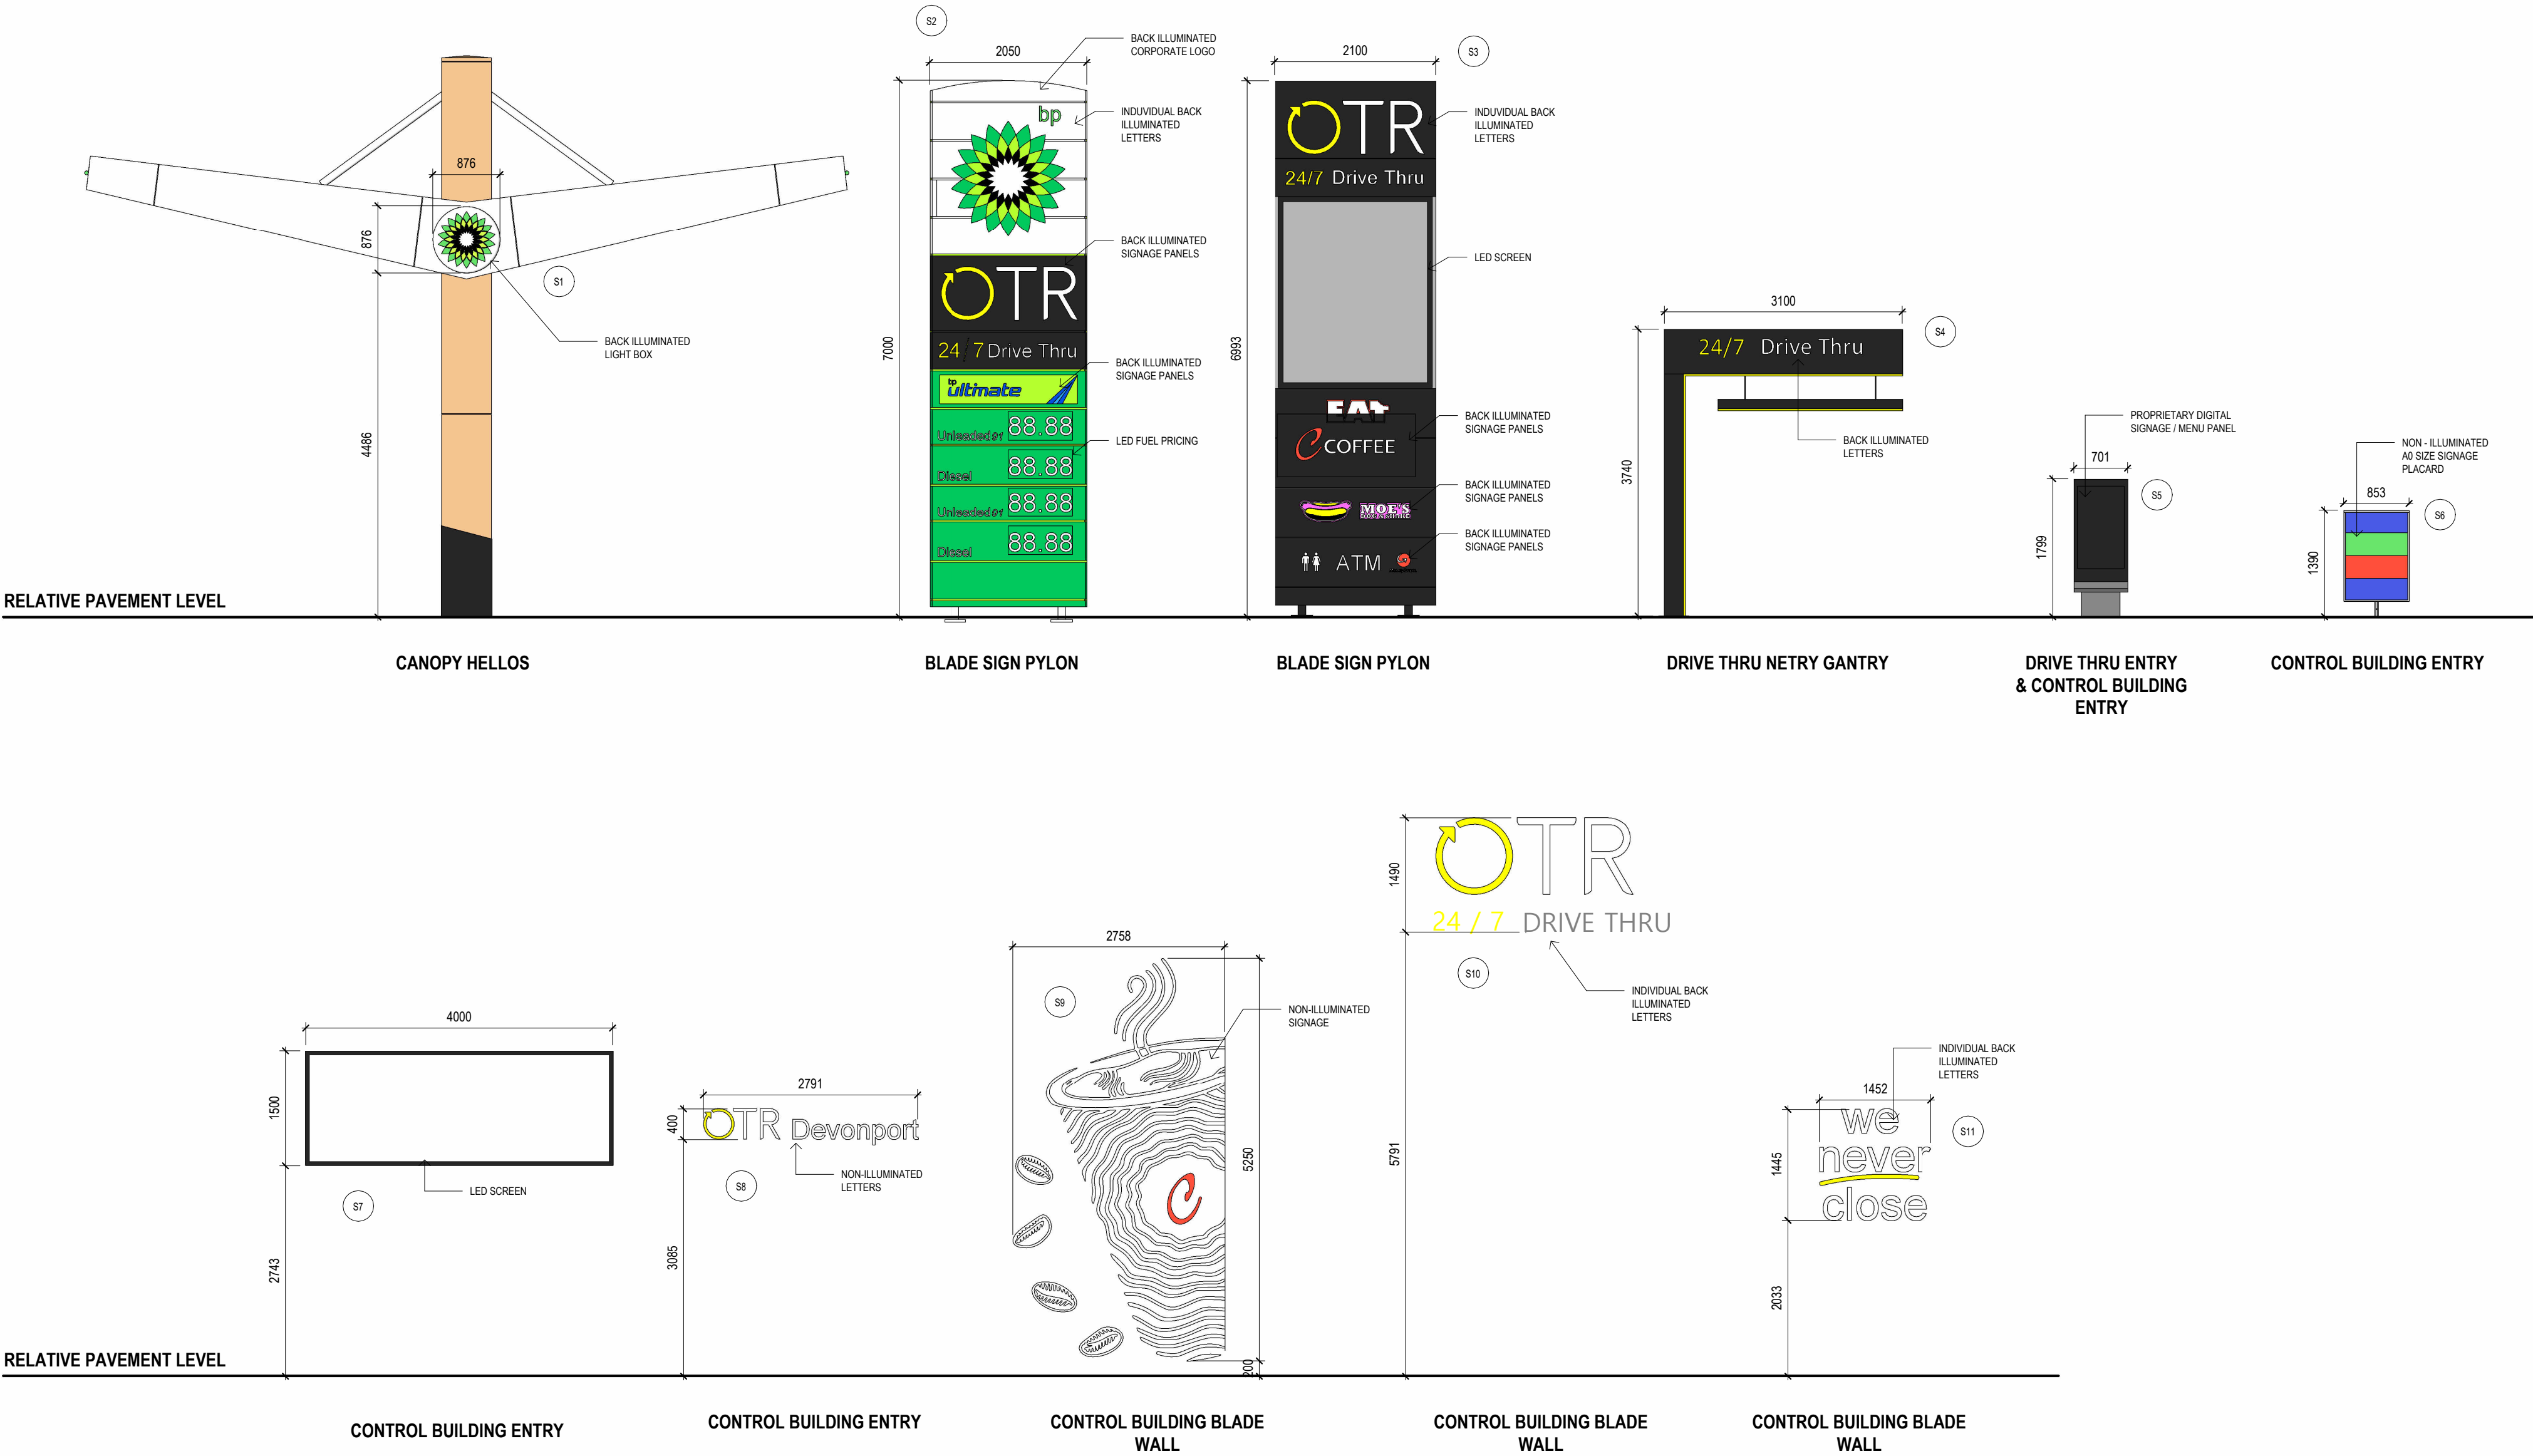 S2
BACK ILLUMINATED
CORPORATE LOGO
2050
bp
INDUVIDUAL BACK
ILLUMINATED
LETTERS
BACK ILLUMINATED
SIGNAGE PANELS
OTR
24/7 Drive Thru
BACK ILLUMINATED
SIGNAGE PANELS
bp
ultimate
Unleaded91 88.88
LED FUEL PRICING
Diesel 88.88
Unleaded91 88.88
Diesel 88.88
7000
BLADE SIGN PYLON
876
876
S1
BACK ILLUMINATED
LIGHT BOX
4486
RELATIVE PAVEMENT LEVEL
CANOPY HELLOS
2100
S3
OTR
INDUVIDUAL BACK
ILLUMINATED
LETTERS
24/7 Drive Thru
LED SCREEN
6993
EAT
COFFEE
BACK ILLUMINATED
SIGNAGE PANELS
MOE'S
BACK ILLUMINATED
SIGNAGE PANELS
ATM
BACK ILLUMINATED
SIGNAGE PANELS
BLADE SIGN PYLON
3100
S4
24/7 Drive Thru
BACK ILLUMINATED
LETTERS
3740
DRIVE THRU NETRY GANTRY
PROPRIETARY DIGITAL
SIGNAGE / MENU PANEL
701
S5
1799
DRIVE THRU ENTRY
& CONTROL BUILDING
ENTRY
NON - ILLUMINATED
A0 SIZE SIGNAGE
PLACARD
853
S6
1390
CONTROL BUILDING ENTRY
4000
1500
LED SCREEN
S7
2743
RELATIVE PAVEMENT LEVEL
CONTROL BUILDING ENTRY
2791
400
OTR Devonport
NON-ILLUMINATED
LETTERS
S8
3085
CONTROL BUILDING ENTRY
2758
S9
NON-ILLUMINATED
SIGNAGE
5250
200
CONTROL BUILDING BLADE
WALL
1490
OTR
24 / 7 DRIVE THRU
S10
INDIVIDUAL BACK
ILLUMINATED
LETTERS
5791
CONTROL BUILDING BLADE
WALL
INDIVIDUAL BACK
ILLUMINATED
LETTERS
1452
we
never
close
S11
1445
2033
CONTROL BUILDING BLADE
WALL